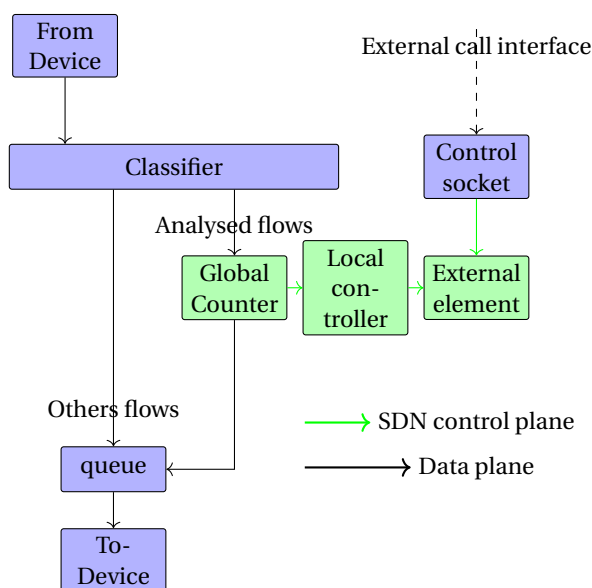 From
Device
External call interface
Control
socket
Classifier
Analysed flows
Global
Counter
Local
con-
troller
External
element
Others flows
SDN control plane
queue
Data plane
To-
Device